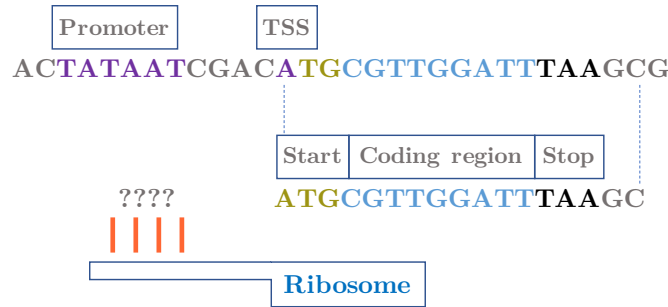 Promoter TSS
ACTATAATCGACATGCGTTGGATTTAAGCG
Start Coding region Stop
ATGCGTTGGATTTAAGC
????
Ribosome